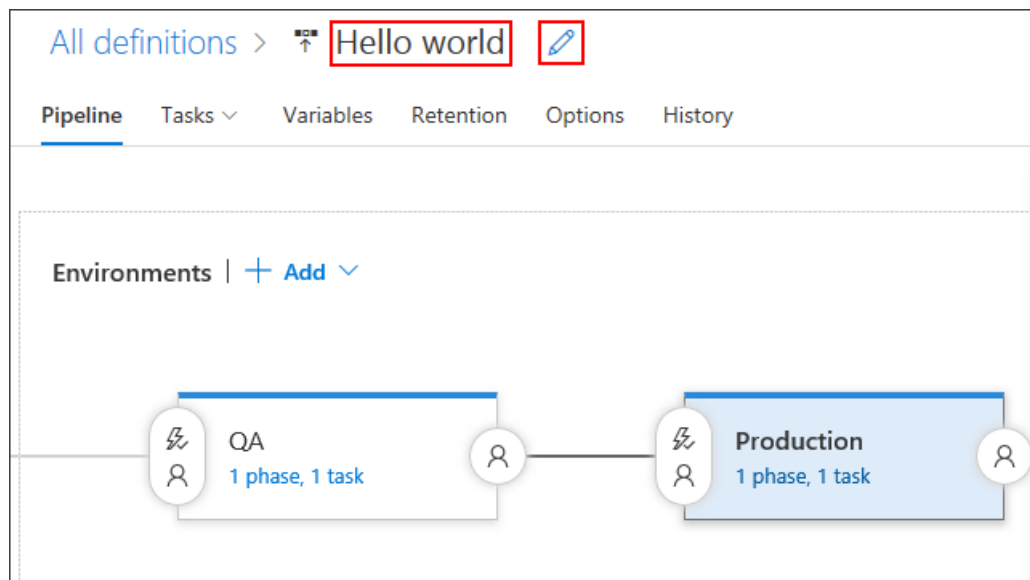 All definitions > Hello world
Pipeline Tasks Variables Retention Options History
Environments | + Add
QA
1 phase, 1 task
Production
1 phase, 1 task